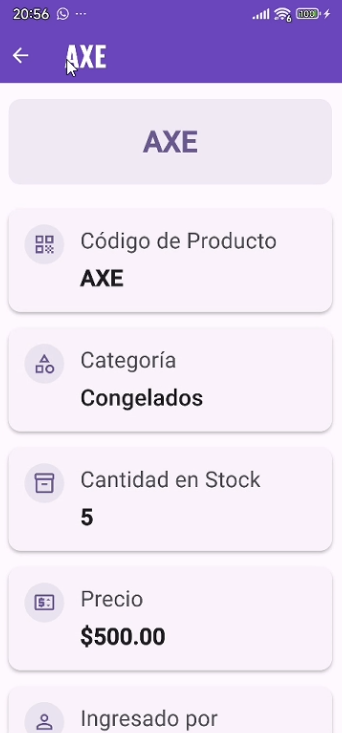 20:56
100
AXE
AXE
Código de Producto
AXE
Categoría
Congelados
Cantidad en Stock
5
Precio
$500.00
Ingresado por